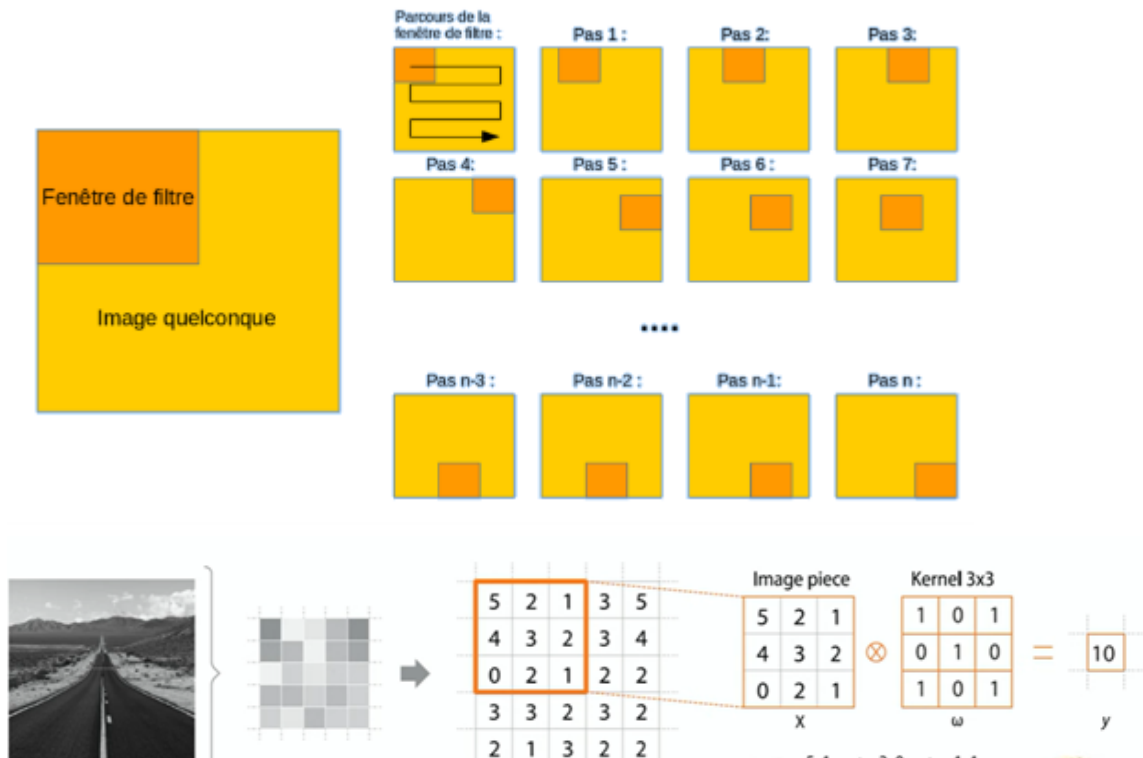 Parcours de la
fenêtre de filtre :
Pas 1 :
Pas 2:
Pas 3:
Pas 4:
Pas 5 :
Pas 6 :
Pas 7:
Fenêtre de filtre
Image quelconque
....
Pas n-3 :
Pas n-2 :
Pas n-1:
Pas n :
Image piece
Kernel 3x3
5 2 1 3 5
4 3 2 3 4
0 2 1 2 2
3 3 2 3 2
2 1 3 2 2
5 2 1
4 3 2
0 2 1
X
⊗
1 0 1
0 1 0
1 0 1
ω
=
10
y